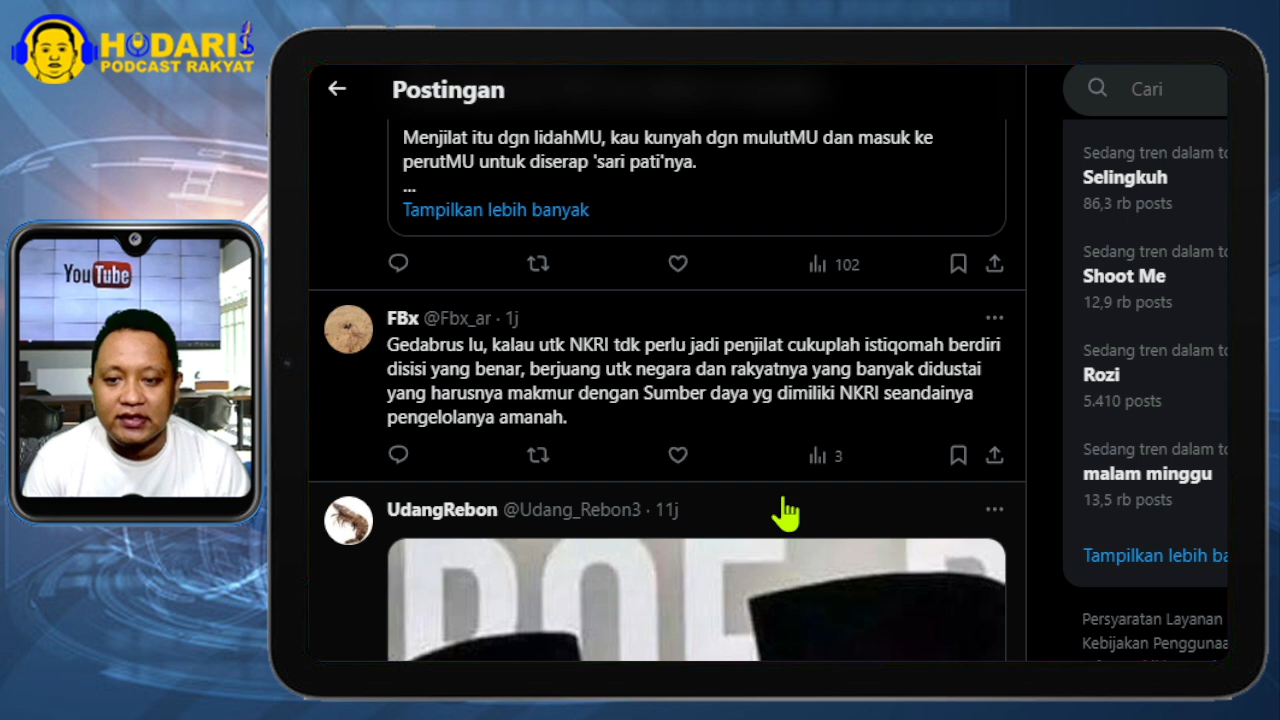 HODARI
PODCAST RAKYAT
YouTube
Postingan
Menjilat itu dgn lidahMU, kau kunyah dgn mulutMU dan masuk ke
perutMU untuk diserap 'sari pati'nya.
...
Tampilkan lebih banyak
102
FBx @Fbx_ar · 1j
Gedabrus lu, kalau utk NKRI tdk perlu jadi penjilat cukuplah istiqomah berdiri
disisi yang benar, berjuang utk negara dan rakyatnya yang banyak didustai
yang harusnya makmur dengan Sumber daya yg dimiliki NKRI seandainya
pengelolanya amanah.
3
UdangRebon @Udang_Rebon3 · 11j
Cari
Sedang tren dalam to
Selingkuh
86,3 rb posts
Sedang tren dalam to
Shoot Me
12,9 rb posts
Sedang tren dalam to
Rozi
5.410 posts
Sedang tren dalam to
malam minggu
13,5 rb posts
Tampilkan lebih ba
Persyaratan Layanan
Kebijakan Penggunaa